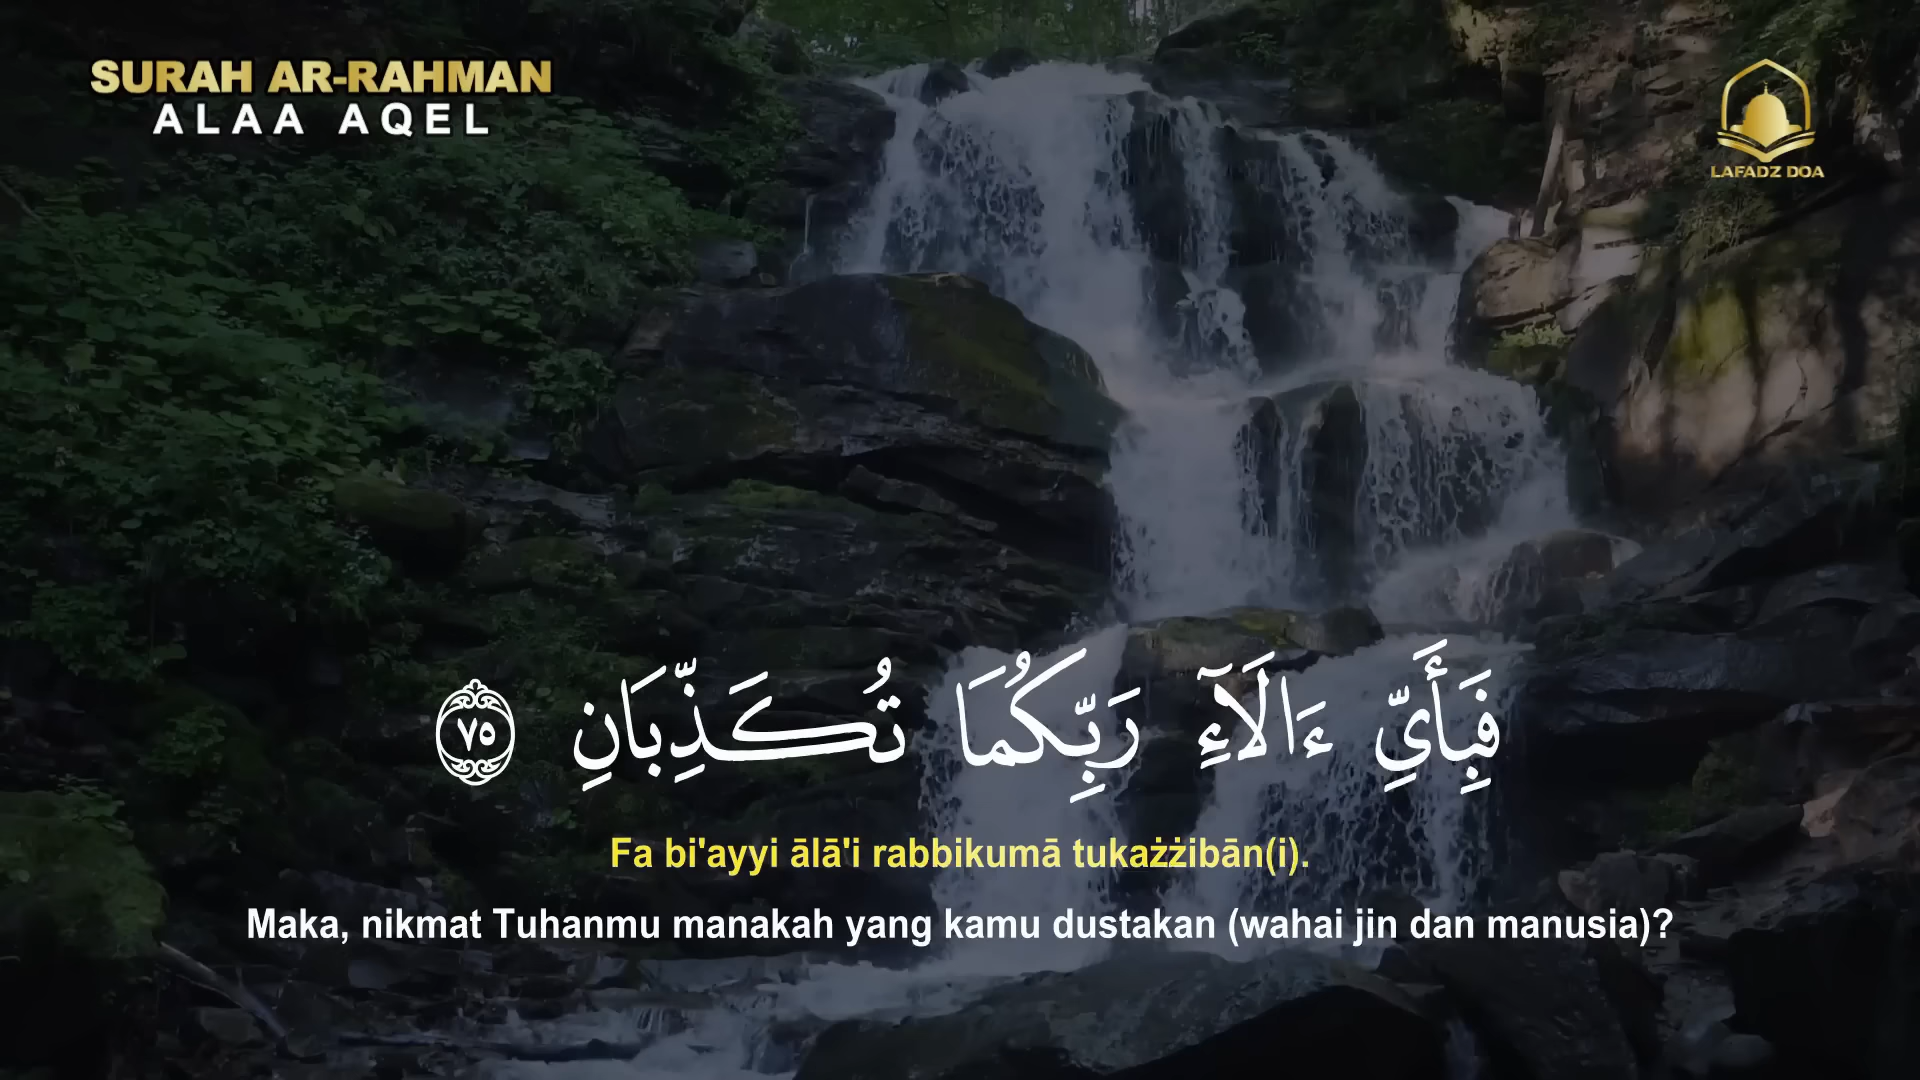 SURAH AR-RAHMAN
ALAA AQEL
LAFADZ DOA
فَبِأَيِّ ءَالَآءِ رَبِّكُمَا تُكَذِّبَانِ ٧٥
Fa bi'ayyi ālā'i rabbikumā tukażżibān(i).
Maka, nikmat Tuhanmu manakah yang kamu dustakan (wahai jin dan manusia)?